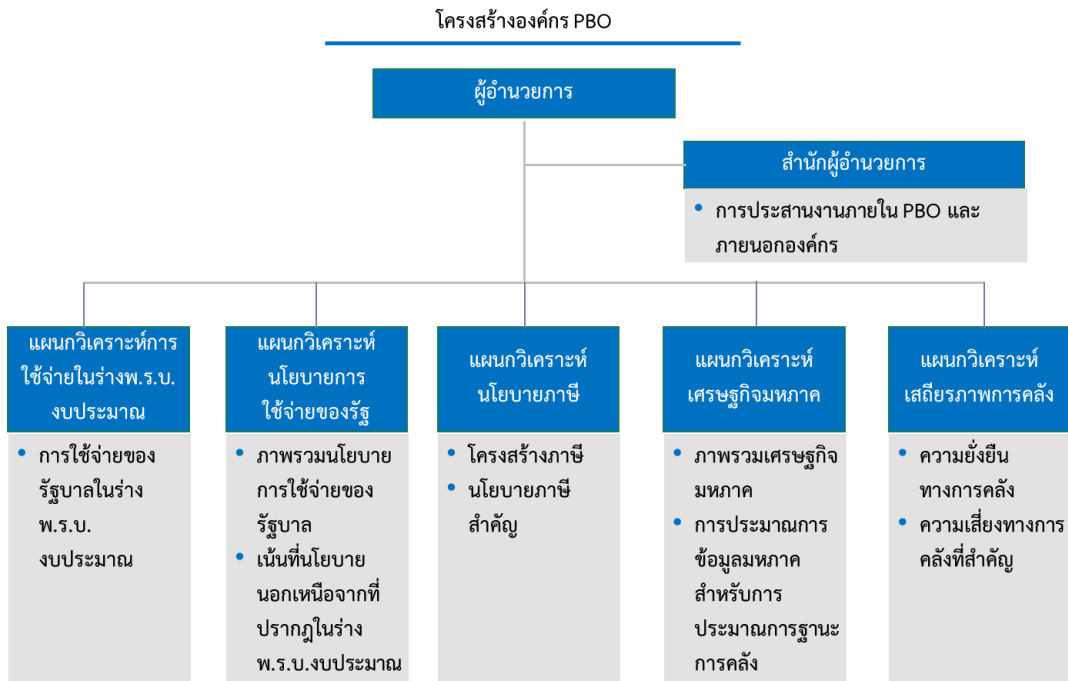 โครงสร้างองค์กร PBO
ผู้อำนวยการ
สำนักผู้อำนวยการ
• การประสานงานภายใน PBO และ
ภายนอกองค์กร
แผนกวิเคราะห์การ
ใช้จ่ายในร่างพ.ร.บ.
งบประมาณ
• การใช้จ่ายของ
รัฐบาลในร่าง
พ.ร.บ.
งบประมาณ
แผนกวิเคราะห์
นโยบายการ
ใช้จ่ายของรัฐ
• ภาพรวมนโยบาย
การใช้จ่ายของ
รัฐบาล
• เน้นที่นโยบาย
นอกเหนือจากที่
ปรากฎในร่าง
พ.ร.บ.งบประมาณ
แผนกวิเคราะห์
นโยบายภาษี
• โครงสร้างภาษี
• นโยบายภาษี
สำคัญ
แผนกวิเคราะห์
เศรษฐกิจมหภาค
• ภาพรวมเศรษฐกิจ
มหภาค
• การประมาณการ
ข้อมูลมหภาค
สำหรับการ
ประมาณการฐานะ
การคลัง
แผนกวิเคราะห์
เสถียรภาพการคลัง
• ความยั่งยืน
ทางการคลัง
• ความเสี่ยงทางการ
คลังที่สำคัญ